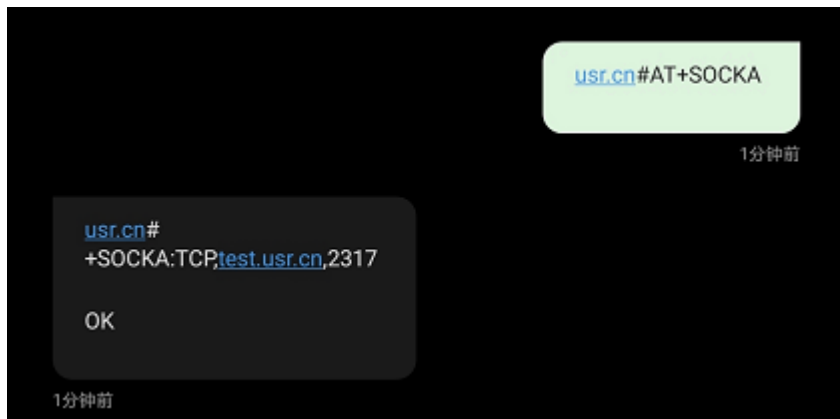 usr.cn#AT+SOCKA
1分钟前
usr.cn#
+SOCKA:TCP,test.usr.cn,2317
OK
1分钟前